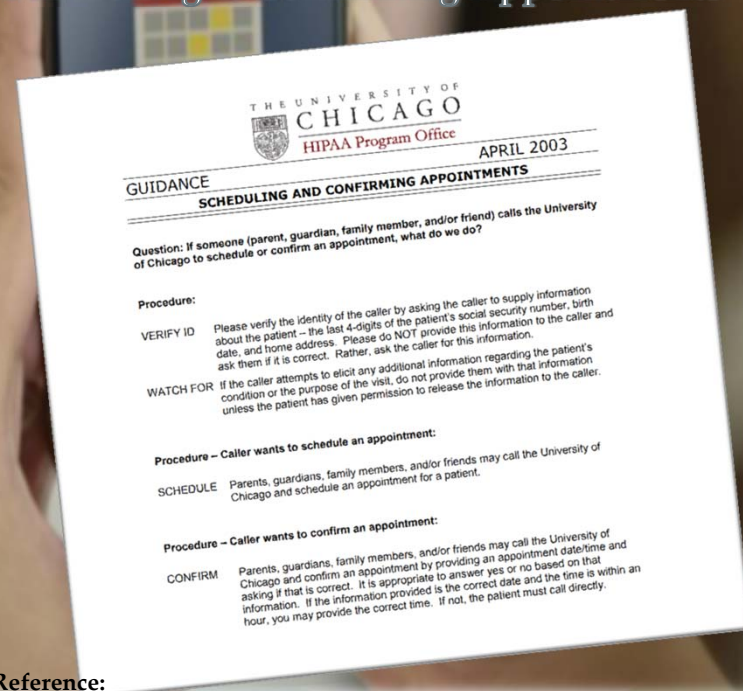 THE UNIVERSITY OF
CHICAGO
HIPAA Program Office
GUIDANCE APRIL 2003
SCHEDULING AND CONFIRMING APPOINTMENTS
Question: If someone (parent, guardian, family member, and/or friend) calls the University
of Chicago to schedule or confirm an appointment, what do we do?
Procedure:
VERIFY ID Please verify the identity of the caller by asking the caller to supply information
about the patient – the last 4-digits of the patient's social security number, birth
date, and home address. Please do NOT provide this information to the caller and
ask them if it is correct. Rather, ask the caller for this information.
WATCH FOR If the caller attempts to elicit any additional information regarding the patient's
condition or the purpose of the visit, do not provide them with that information
unless the patient has given permission to release the information to the caller.
Procedure – Caller wants to schedule an appointment:
SCHEDULE Parents, guardians, family members, and/or friends may call the University of
Chicago and schedule an appointment for a patient.
Procedure – Caller wants to confirm an appointment:
CONFIRM Parents, guardians, family members, and/or friends may call the University of
Chicago and confirm an appointment by providing an appointment date/time and
asking if that is correct. It is appropriate to answer yes or no based on that
information. If the information provided is the correct date and the time is within an
hour, you may provide the correct time. If not, the patient must call directly.
Reference: